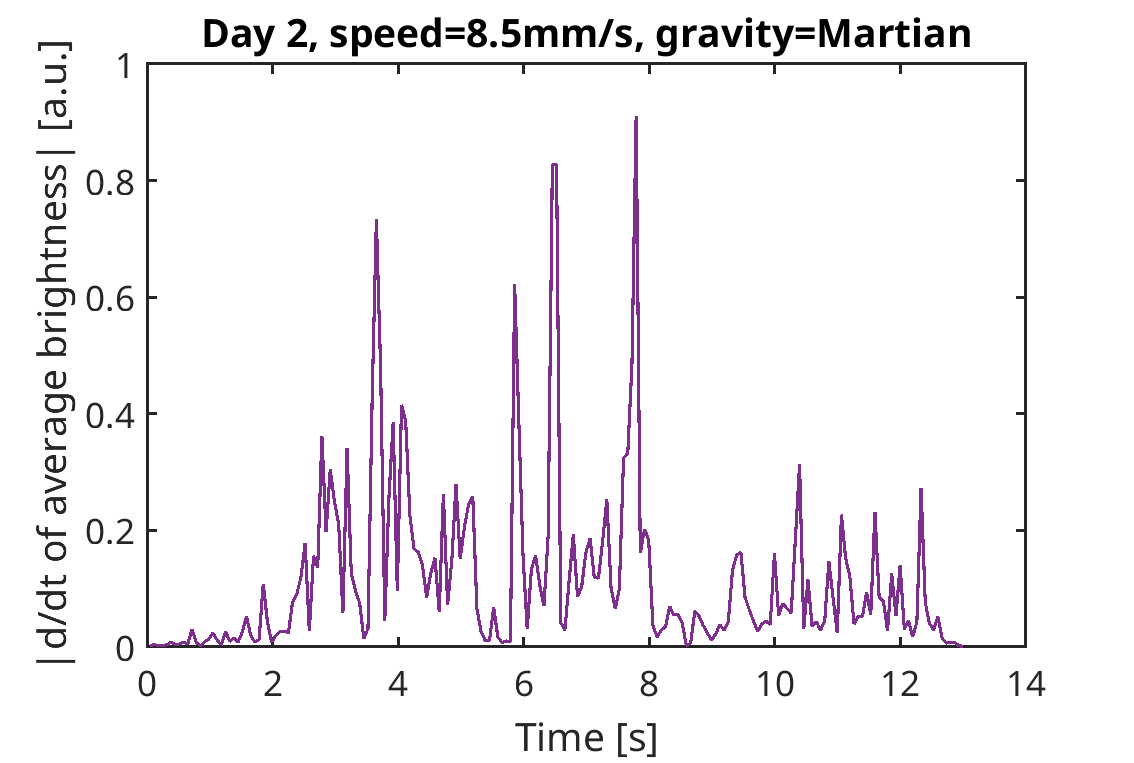 Day 2, speed=8.5mm/s, gravity=Martian
|d/dt of average brightness| [a.u.]
1
0.8
0.6
0.4
0.2
0
0 2 4 6 8 10 12 14
Time [s]